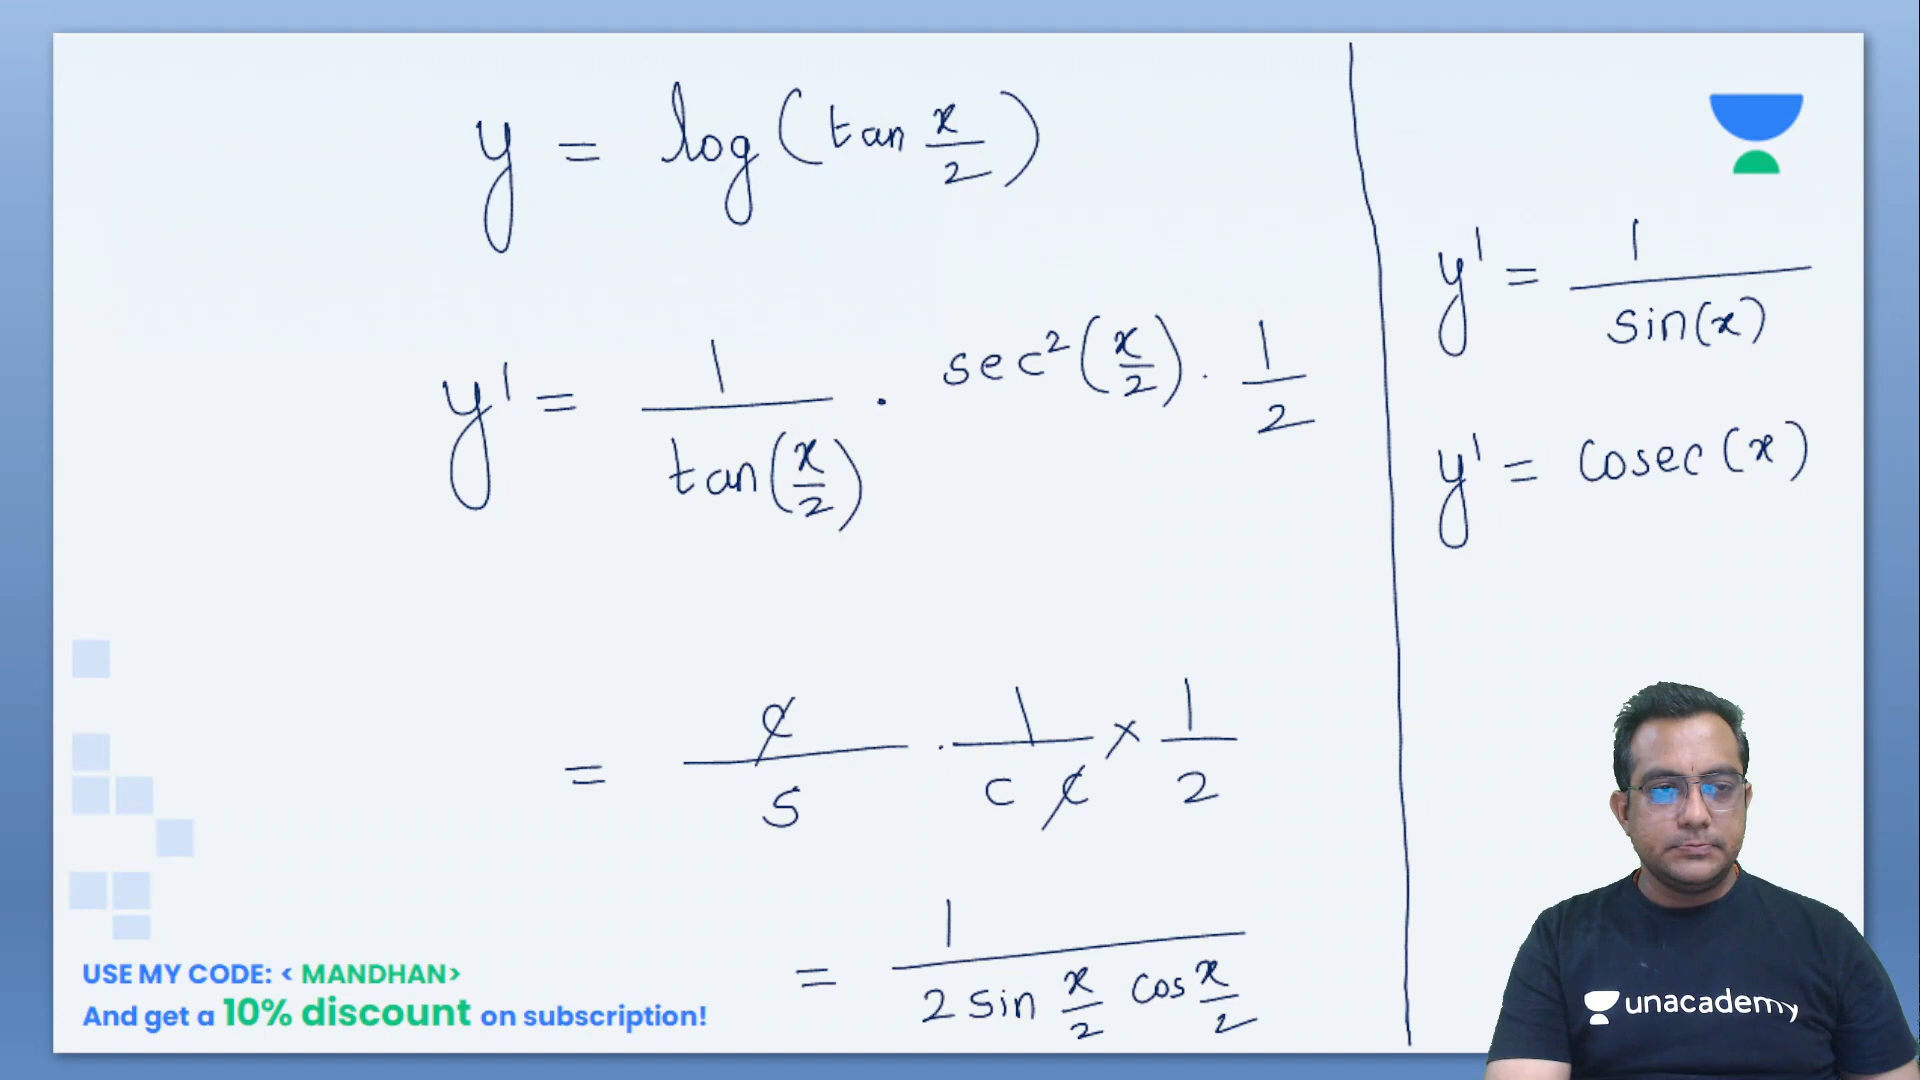 y = log(tan x/2)
y' = 1/tan(x/2) · sec²(x/2) · 1/2
= c/s · 1/c c × 1/2
= 1/2 sin x/2 cos x/2
y' = 1/sin(x)
y' = cosec(x)
USE MY CODE: < MANDHAN>
And get a 10% discount on subscription!
unacademy